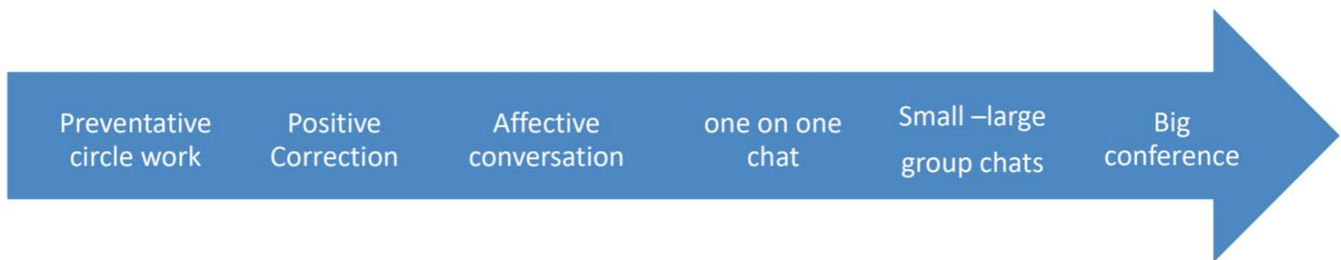 Preventative
circle work
Positive
Correction
Affective
conversation
one on one
chat
Small –large
group chats
Big
conference